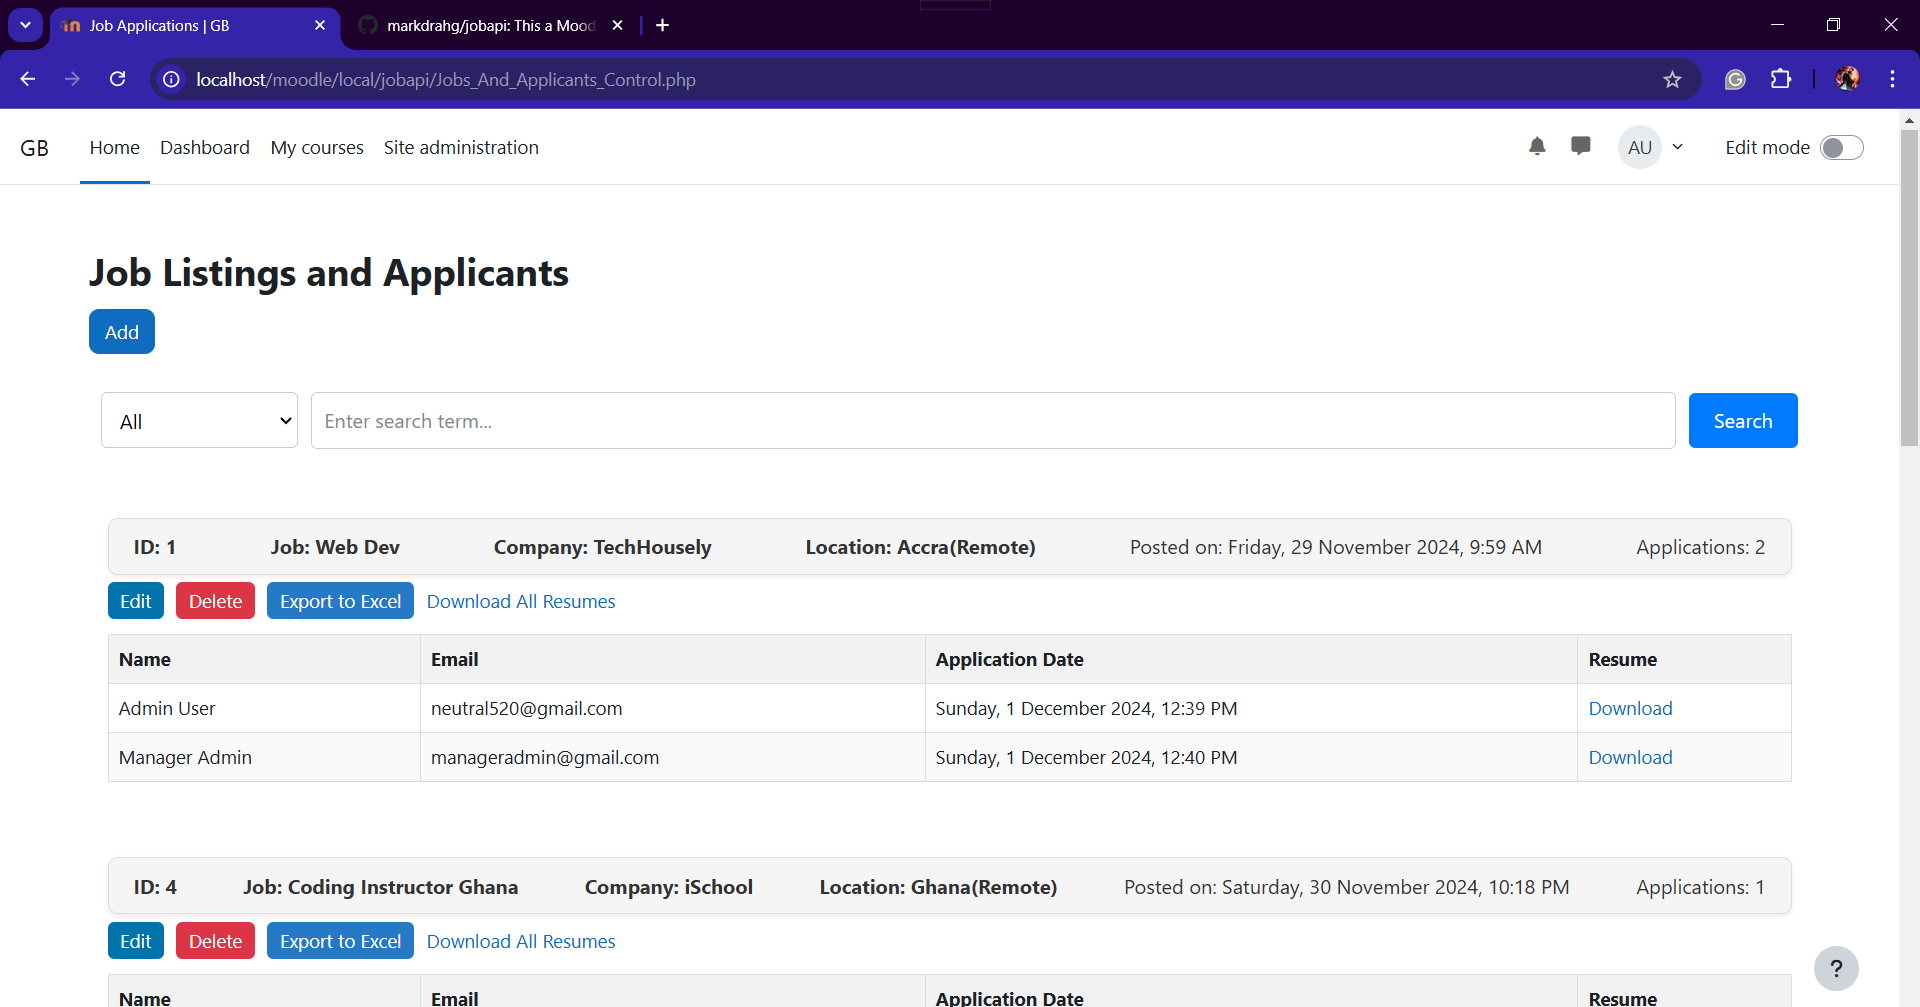 Job Applications | GB
markdrahg/jobapi: This a Mood
localhost/moodle/local/jobapi/Jobs_And_Applicants_Control.php
GB Home Dashboard My courses Site administration AU Edit mode
Job Listings and Applicants
Add
All Enter search term... Search
ID: 1 Job: Web Dev Company: TechHousely Location: Accra(Remote) Posted on: Friday, 29 November 2024, 9:59 AM Applications: 2
Edit Delete Export to Excel Download All Resumes
Name Email Application Date Resume
Admin User neutral520@gmail.com Sunday, 1 December 2024, 12:39 PM Download
Manager Admin manageradmin@gmail.com Sunday, 1 December 2024, 12:40 PM Download
ID: 4 Job: Coding Instructor Ghana Company: iSchool Location: Ghana(Remote) Posted on: Saturday, 30 November 2024, 10:18 PM Applications: 1
Edit Delete Export to Excel Download All Resumes
?
Name Email Application Date Resume